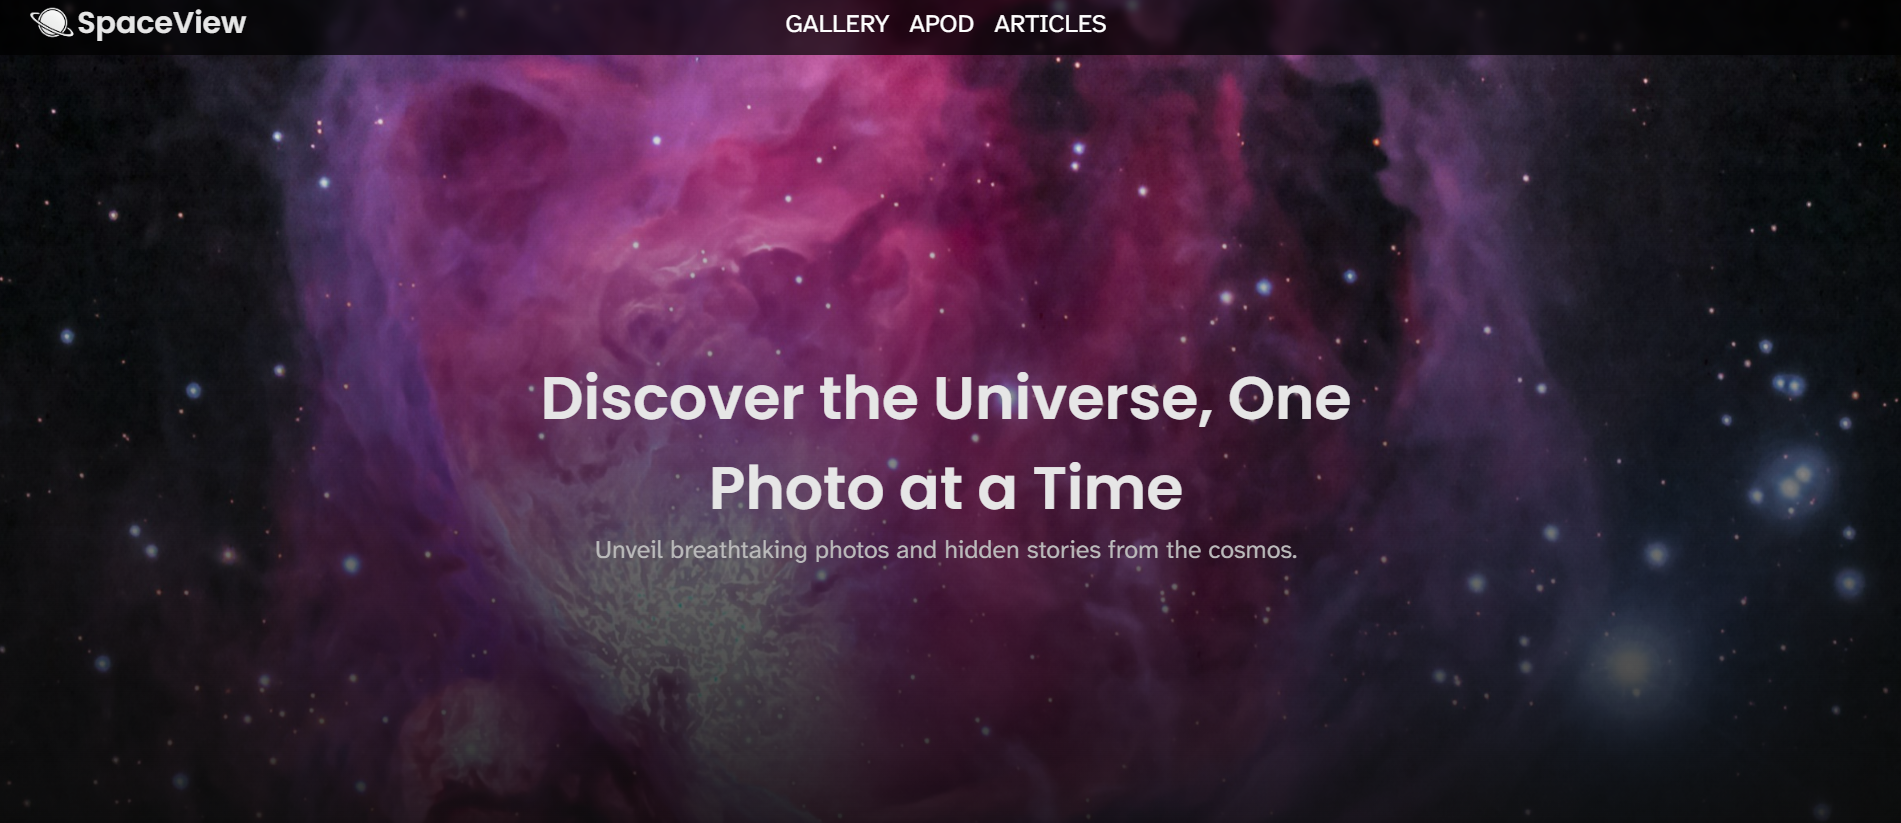 SpaceView
GALLERY APOD ARTICLES
Discover the Universe, One
Photo at a Time
Unveil breathtaking photos and hidden stories from the cosmos.